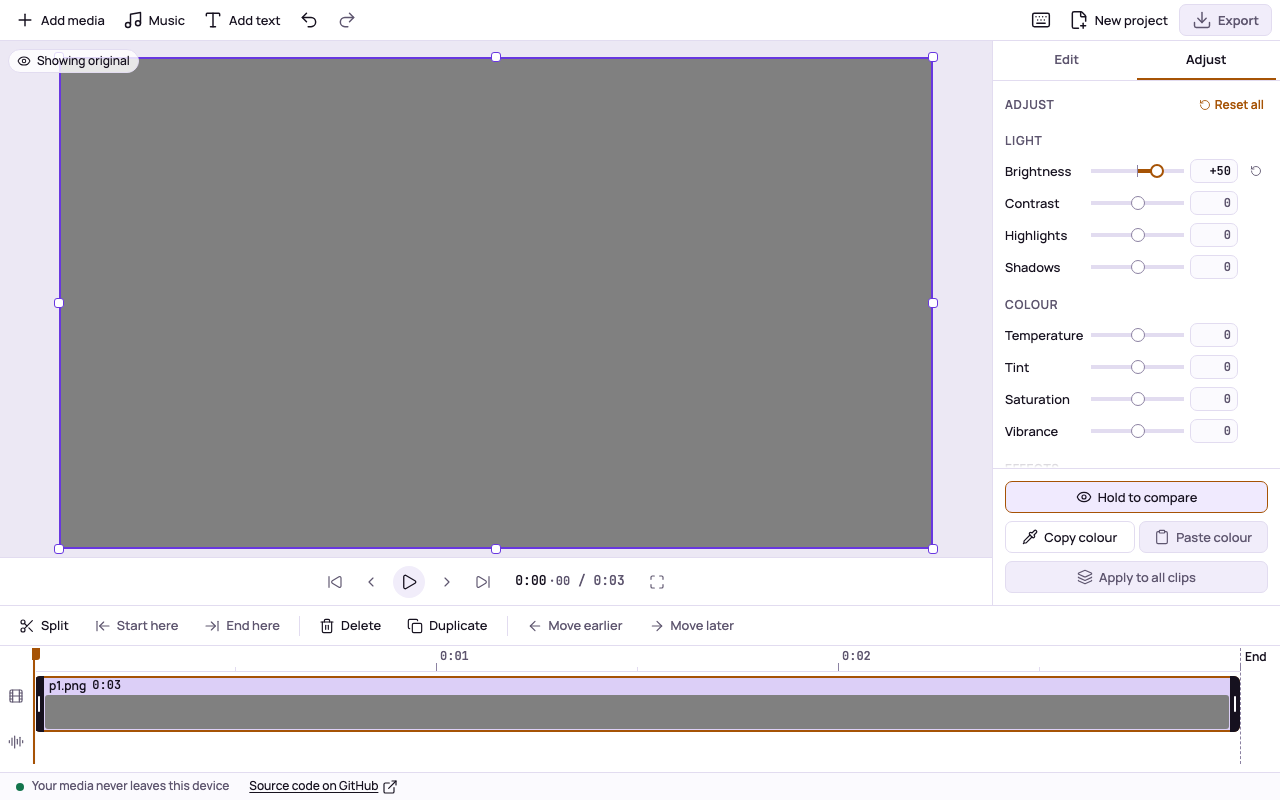 Add media Music Add text New project Export
Showing original
Edit Adjust
ADJUST Reset all
LIGHT
Brightness +50
Contrast 0
Highlights 0
Shadows 0
COLOUR
Temperature 0
Tint 0
Saturation 0
Vibrance 0
Hold to compare
Copy colour Paste colour
Apply to all clips
0:00·00 / 0:03
Split Start here End here Delete Duplicate Move earlier Move later
0:01 0:02 End
p1.png 0:03
Your media never leaves this device Source code on GitHub